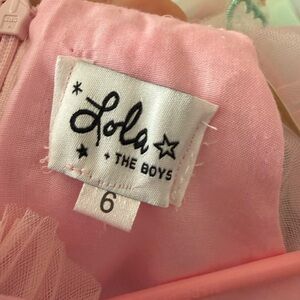 Lola
+ THE BOYS
6